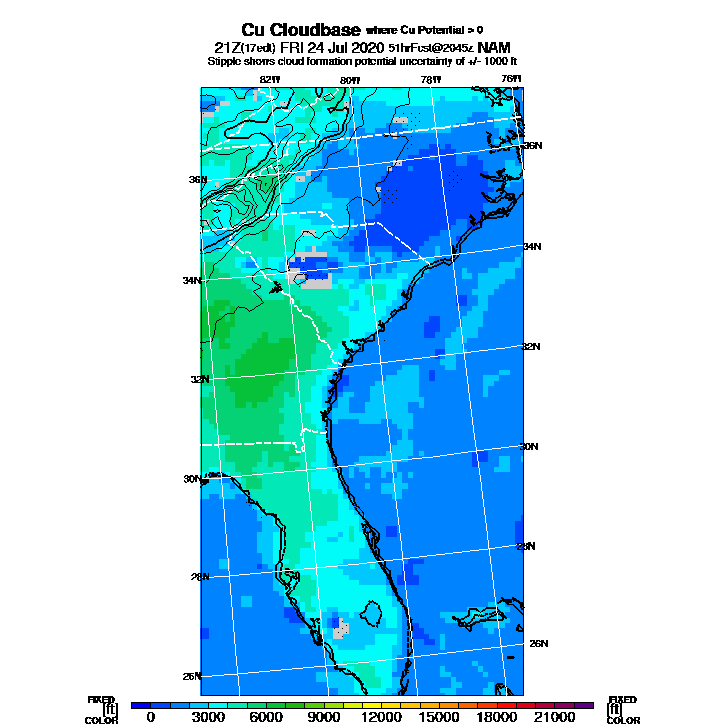 Cu Cloudbase where Cu Potential > 0
21Z(17edt) FRI 24 Jul 2020 51hrFcst@2045z NAM
Stipple shows cloud formation potential uncertainty of +/- 1000 ft
82W 80W 78W 76W
36N
36N
34N
34N
32N
32N
30N
30N
28N
28N
26N
26N
FIXED FIXED
[ft] 0 3000 6000 9000 12000 15000 18000 21000 [ft]
COLOR COLOR